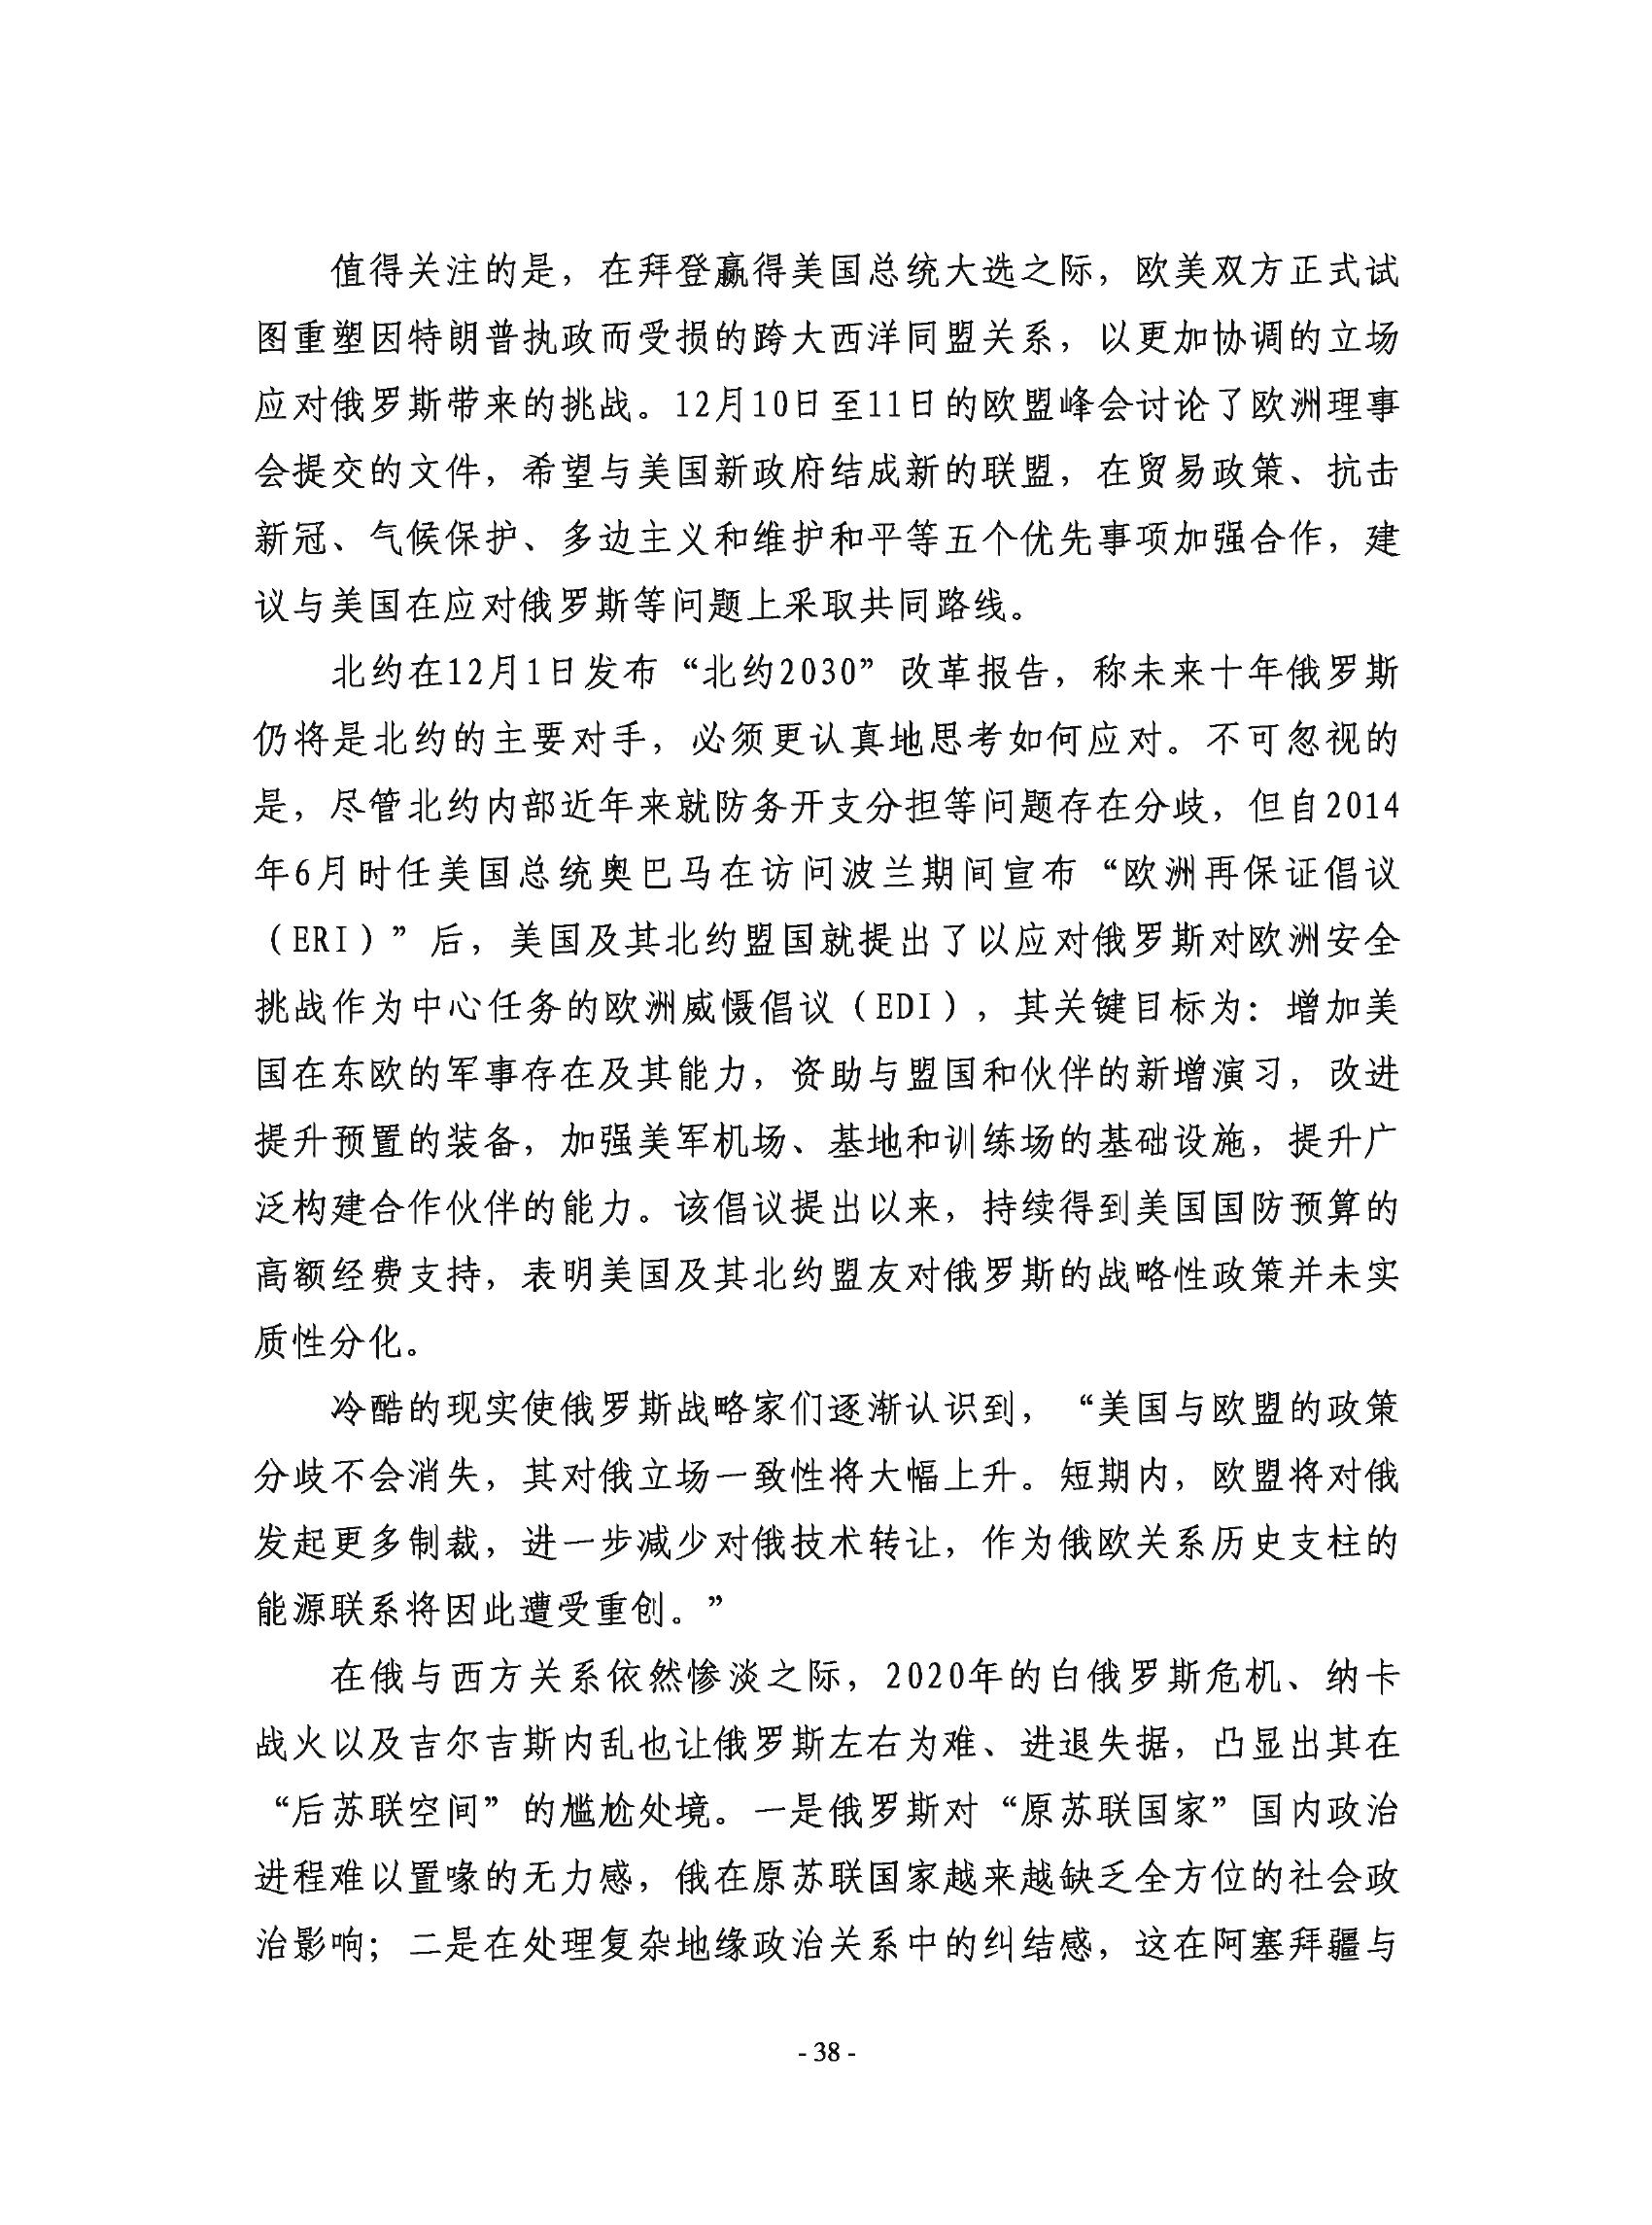 值得关注的是，在拜登赢得美国总统大选之际，欧美双方正式试
图重塑因特朗普执政而受损的跨大西洋同盟关系，以更加协调的立场
应对俄罗斯带来的挑战。12月10日至11日的欧盟峰会讨论了欧洲理事
会提交的文件，希望与美国新政府结成新的联盟，在贸易政策、抗击
新冠、气候保护、多边主义和维护和平等五个优先事项加强合作，建
议与美国在应对俄罗斯等问题上采取共同路线。
北约在12月1日发布“北约2030”改革报告，称未来十年俄罗斯
仍将是北约的主要对手，必须更认真地思考如何应对。不可忽视的
是，尽管北约内部近年来就防务开支分担等问题存在分歧，但自2014
年6月时任美国总统奥巴马在访问波兰期间宣布“欧洲再保证倡议
（ERI）”后，美国及其北约盟国就提出了以应对俄罗斯对欧洲安全
挑战作为中心任务的欧洲威慑倡议（EDI），其关键目标为：增加美
国在东欧的军事存在及其能力，资助与盟国和伙伴的新增演习，改进
提升预置的装备，加强美军机场、基地和训练场的基础设施，提升广
泛构建合作伙伴的能力。该倡议提出以来，持续得到美国国防预算的
高额经费支持，表明美国及其北约盟友对俄罗斯的战略性政策并未实
质性分化。
冷酷的现实使俄罗斯战略家们逐渐认识到，“美国与欧盟的政策
分歧不会消失，其对俄立场一致性将大幅上升。短期内，欧盟将对俄
发起更多制裁，进一步减少对俄技术转让，作为俄欧关系历史支柱的
能源联系将因此遭受重创。”
在俄与西方关系依然惨淡之际，2020年的白俄罗斯危机、纳卡
战火以及吉尔吉斯内乱也让俄罗斯左右为难、进退失据，凸显出其在
“后苏联空间”的尴尬处境。一是俄罗斯对“原苏联国家”国内政治
进程难以置喙的无力感，俄在原苏联国家越来越缺乏全方位的社会政
治影响；二是在处理复杂地缘政治关系中的纠结感，这在阿塞拜疆与
- 38 -